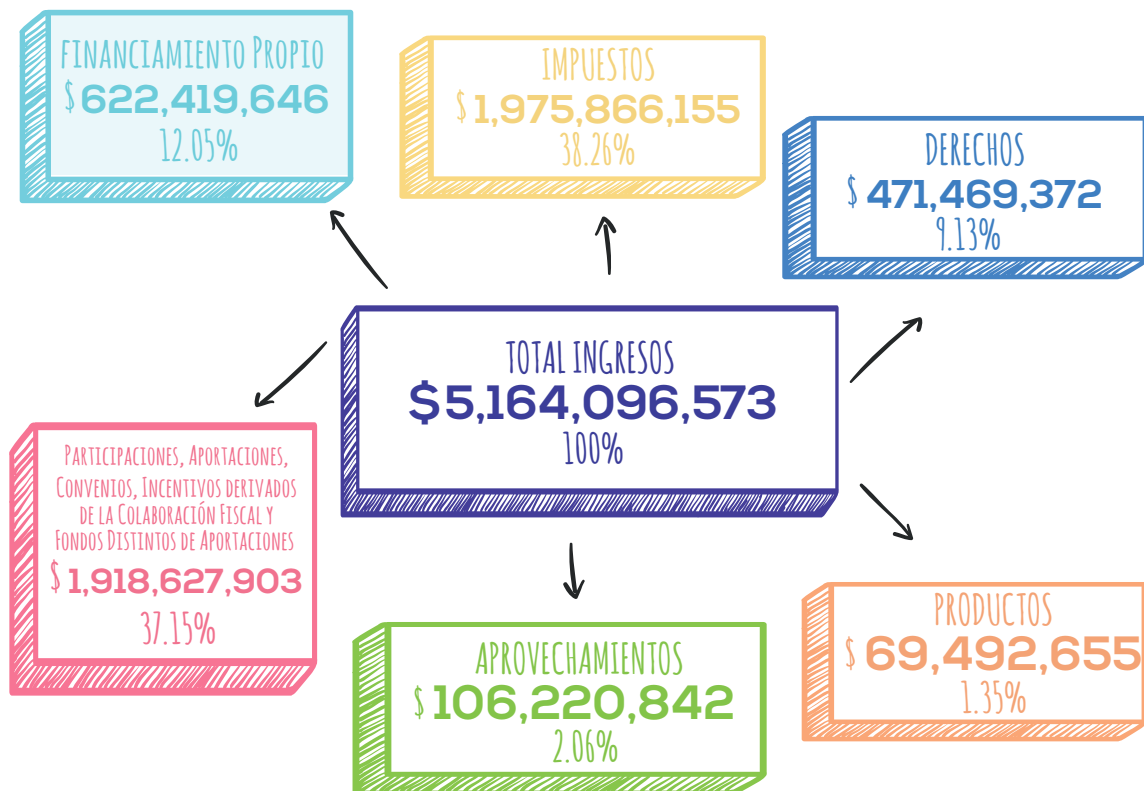 FINANCIAMIENTO PROPIO
$ 622,419,646
12.05%
IMPUESTOS
$ 1,975,866,155
38.26%
DERECHOS
$ 471,469,372
9.13%
TOTAL INGRESOS
$5,164,096,573
100%
PARTICIPACIONES, APORTACIONES,
CONVENIOS, INCENTIVOS DERIVADOS
DE LA COLABORACIÓN FISCAL Y
FONDOS DISTINTOS DE APORTACIONES
$ 1,918,627,903
37.15%
APROVECHAMIENTOS
$ 106,220,842
2.06%
PRODUCTOS
$ 69,492,655
1.35%